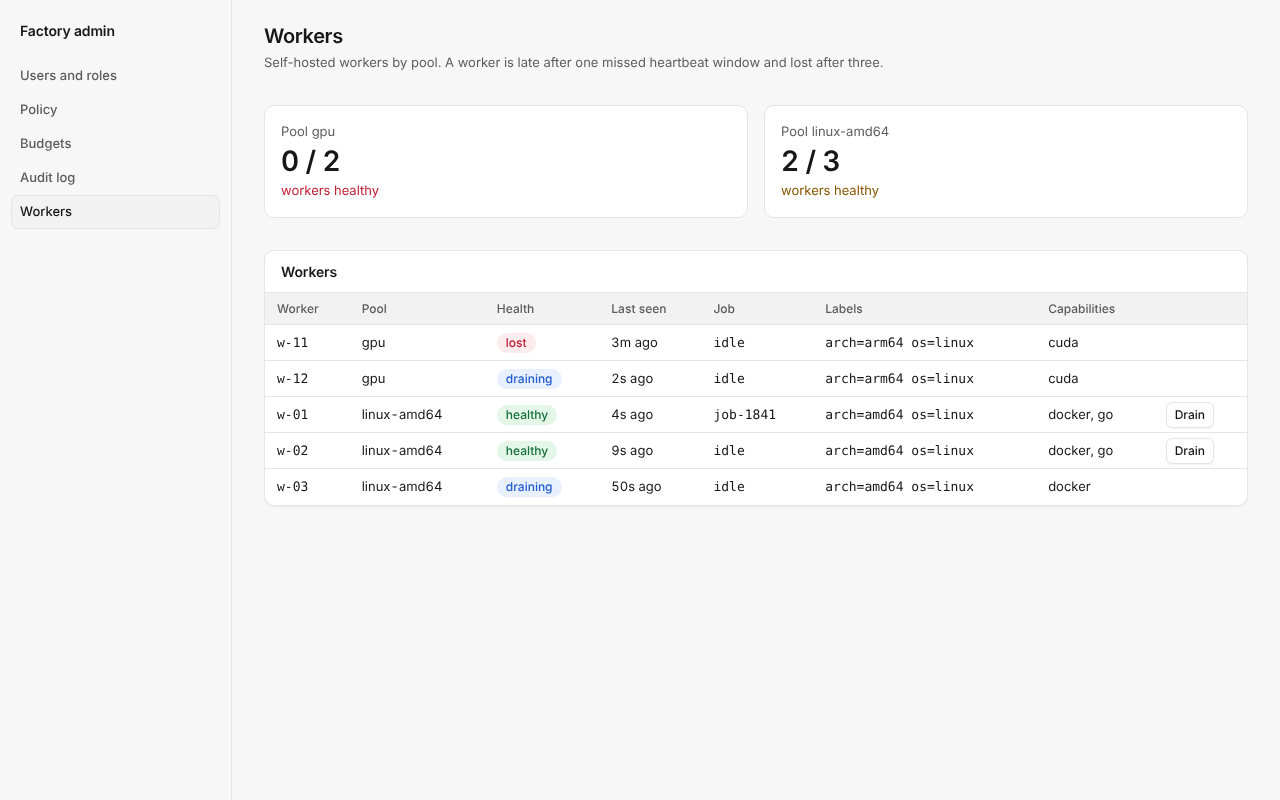 Factory admin
Users and roles
Policy
Budgets
Audit log
Workers
Workers
Self-hosted workers by pool. A worker is late after one missed heartbeat window and lost after three.
Pool gpu
0 / 2
workers healthy
Pool linux-amd64
2 / 3
workers healthy
Workers
Worker Pool Health Last seen Job Labels Capabilities
w-11 gpu lost 3m ago idle arch=arm64 os=linux cuda
w-12 gpu draining 2s ago idle arch=arm64 os=linux cuda
w-01 linux-amd64 healthy 4s ago job-1841 arch=amd64 os=linux docker, go Drain
w-02 linux-amd64 healthy 9s ago idle arch=amd64 os=linux docker, go Drain
w-03 linux-amd64 draining 50s ago idle arch=amd64 os=linux docker